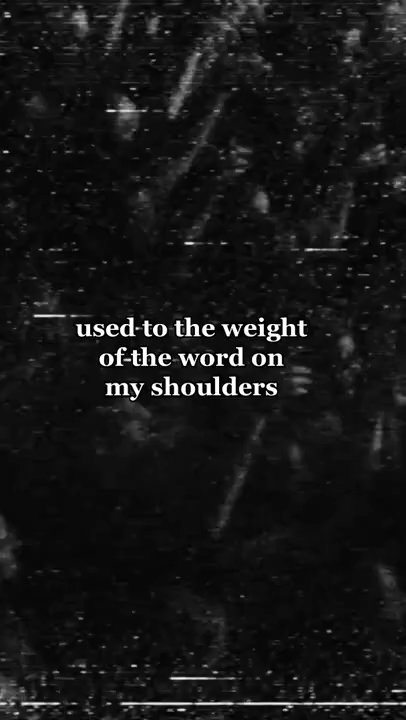 used to the weight
of the word on
my shoulders